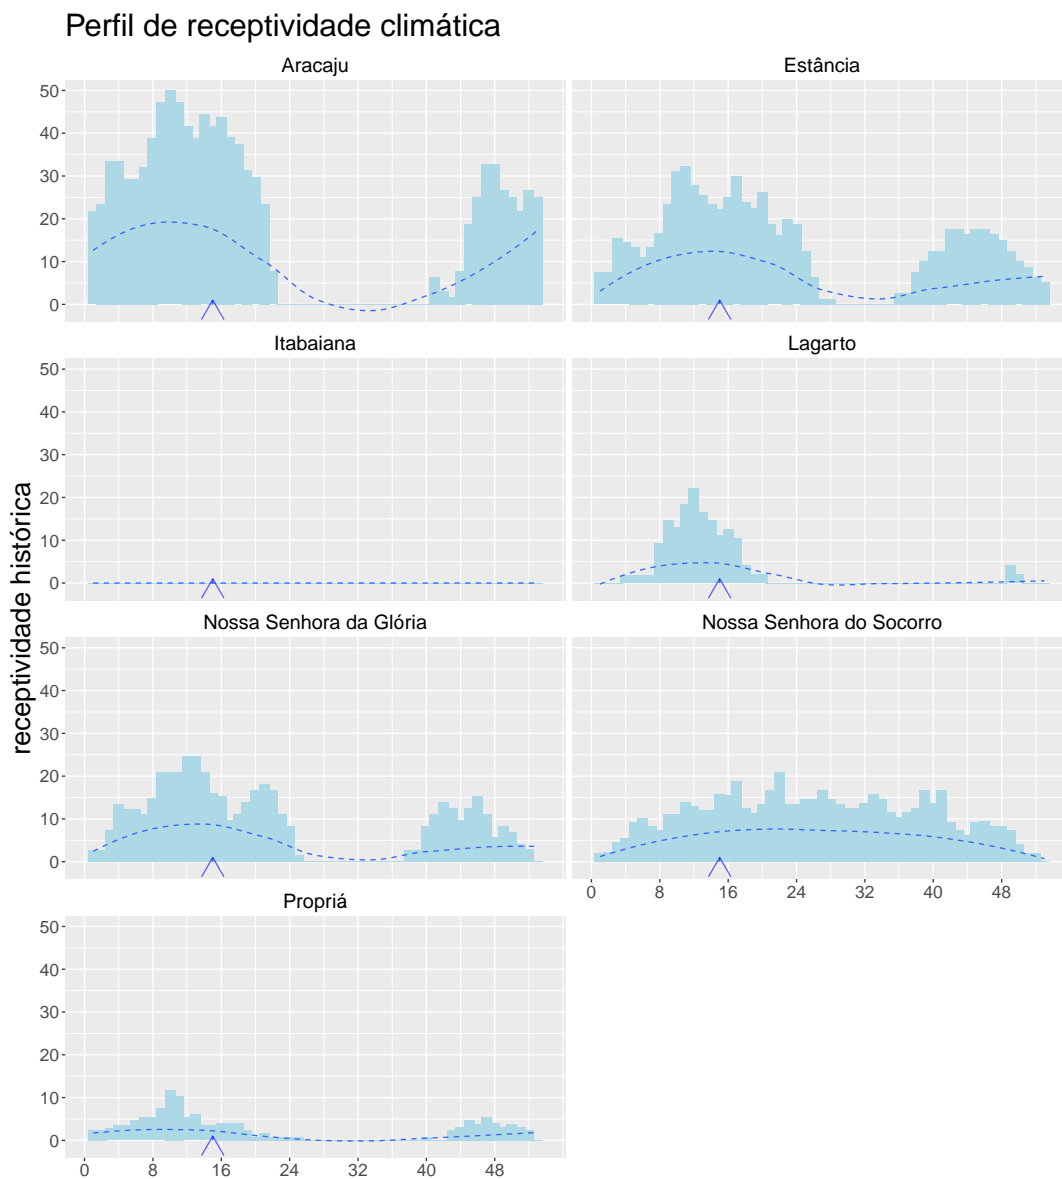 Perfil de receptividade climática
Aracaju
Estância
50
40
30
20
10
0
Itabaiana
Lagarto
50
40
30
20
10
0
receptividade histórica
Nossa Senhora da Glória
Nossa Senhora do Socorro
50
40
30
20
10
0
0 8 16 24 32 40 48
Propriá
50
40
30
20
10
0
0 8 16 24 32 40 48